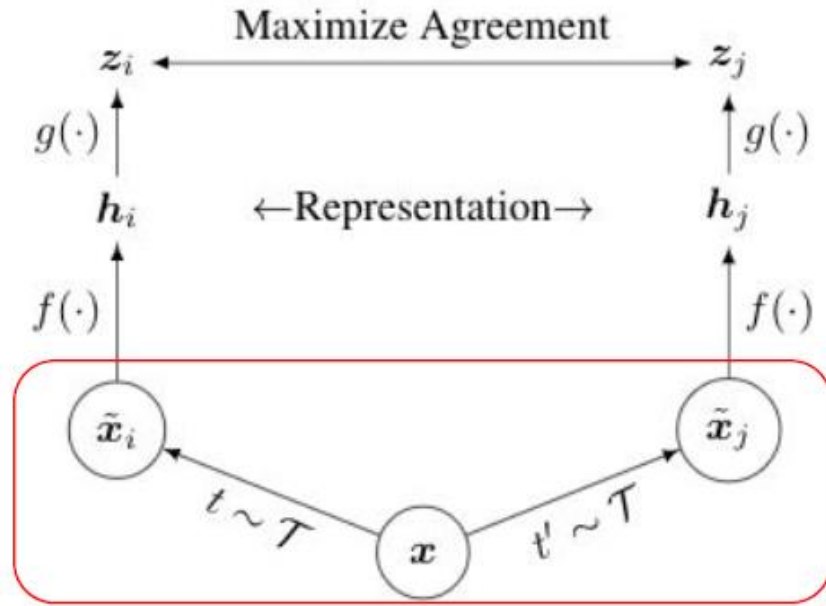 Maximize Agreement
z_i z_j
g(·) g(·)
h_i ←Representation→ h_j
f(·) f(·)
x̃_i x̃_j
t ∼ 𝒯 t' ∼ 𝒯
x